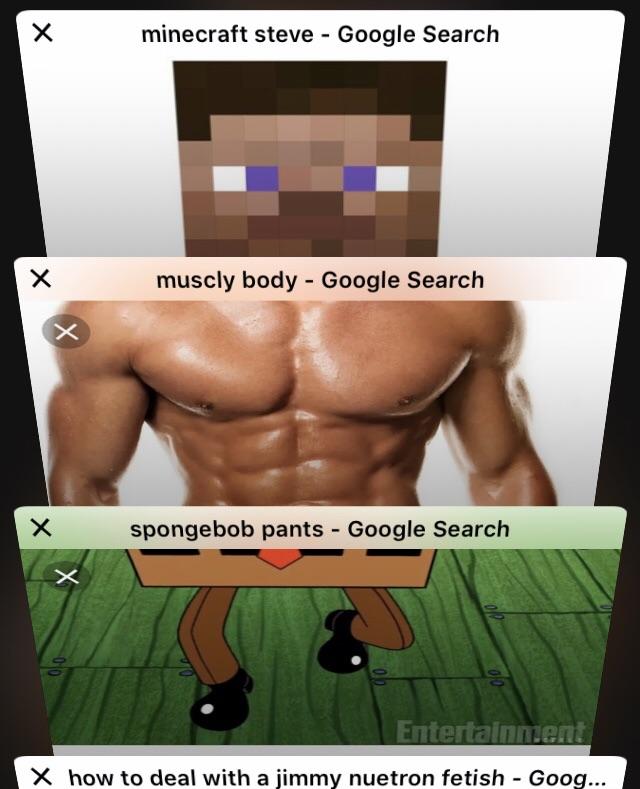 minecraft steve - Google Search
muscly body - Google Search
spongebob pants - Google Search
Entertainment
how to deal with a jimmy nuetron fetish - Goog...